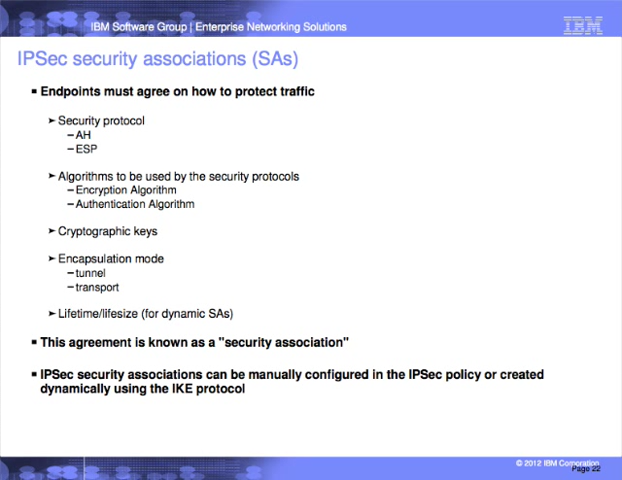 IBM Software Group | Enterprise Networking Solutions
IBM
IPSec security associations (SAs)
▪ Endpoints must agree on how to protect traffic
➤ Security protocol
– AH
– ESP
➤ Algorithms to be used by the security protocols
– Encryption Algorithm
– Authentication Algorithm
➤ Cryptographic keys
➤ Encapsulation mode
– tunnel
– transport
➤ Lifetime/lifesize (for dynamic SAs)
▪ This agreement is known as a "security association"
▪ IPSec security associations can be manually configured in the IPSec policy or created
dynamically using the IKE protocol
© 2012 IBM Corporation
Page 22